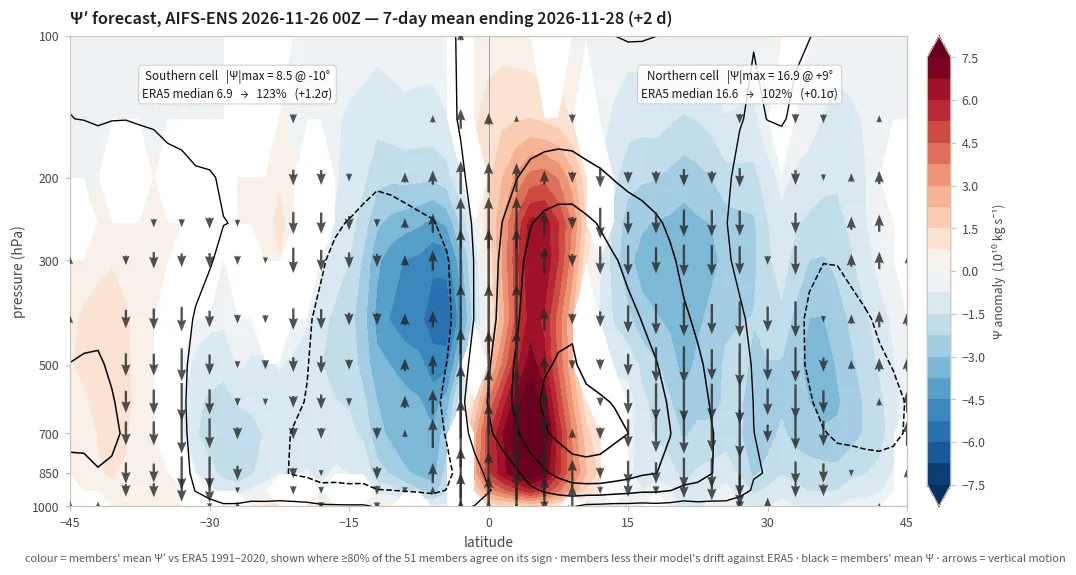 Ψ′ forecast, AIFS-ENS 2026-11-26 00Z — 7-day mean ending 2026-11-28 (+2 d)
Southern cell |Ψ|max = 8.5 @ -10°
ERA5 median 6.9 → 123% (+1.2σ)
Northern cell |Ψ|max = 16.9 @ +9°
ERA5 median 16.6 → 102% (+0.1σ)
pressure (hPa)
100
200
300
400
500
700
850
1000
−45
−30
−15
0
15
30
45
latitude
7.5
6.0
4.5
3.0
1.5
0.0
−1.5
−3.0
−4.5
−6.0
−7.5
Ψ anomaly (10¹⁰ kg s⁻¹)
colour = members' mean Ψ′ vs ERA5 1991–2020, shown where ≥80% of the 51 members agree on its sign · members less their model's drift against ERA5 · black = members' mean Ψ · arrows = vertical motion